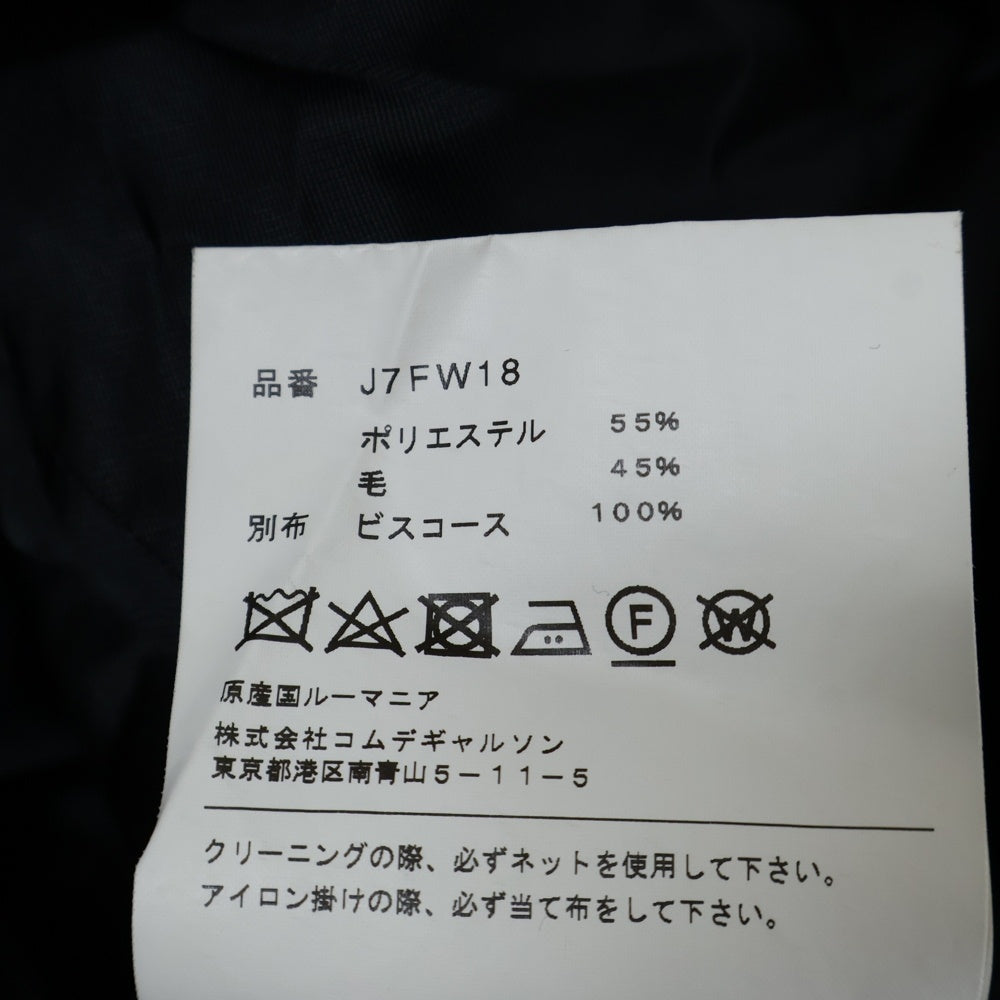 品番 J7FW18
ポリエステル 55%
毛 45%
別布 ビスコース 100%
F W
原産国ルーマニア
株式会社コムデギャルソン
東京都港区南青山5-11-5
クリーニングの際、必ずネットを使用して下さい。
アイロン掛けの際、必ず当て布をして下さい。